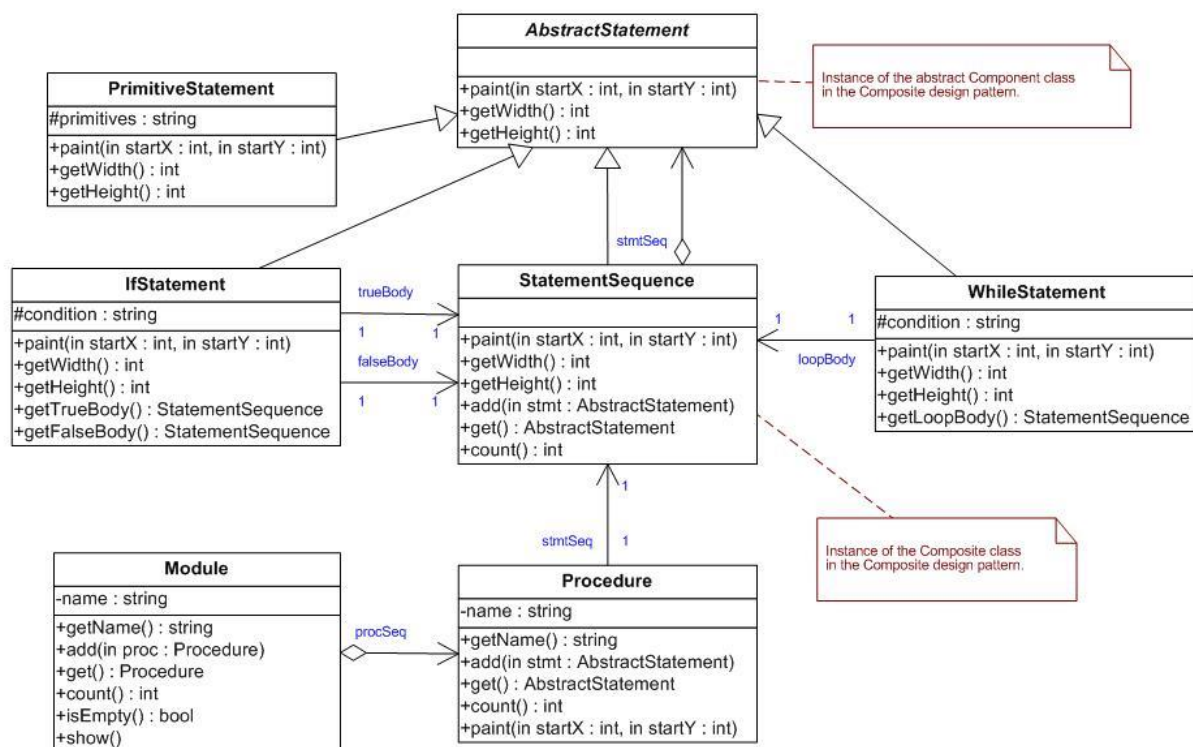 AbstractStatement
+paint(in startX : int, in startY : int)
+getWidth() : int
+getHeight() : int
Instance of the abstract Component class
in the Composite design pattern.
PrimitiveStatement
#primitives : string
+paint(in startX : int, in startY : int)
+getWidth() : int
+getHeight() : int
stmtSeq
IfStatement
#condition : string
+paint(in startX : int, in startY : int)
+getWidth() : int
+getHeight() : int
+getTrueBody() : StatementSequence
+getFalseBody() : StatementSequence
trueBody
1 1
falseBody
1 1
StatementSequence
+paint(in startX : int, in startY : int)
+getWidth() : int
+getHeight() : int
+add(in stmt : AbstractStatement)
+get() : AbstractStatement
+count() : int
1 1
loopBody
WhileStatement
#condition : string
+paint(in startX : int, in startY : int)
+getWidth() : int
+getHeight() : int
+getLoopBody() : StatementSequence
1
stmtSeq 1
Instance of the Composite class
in the Composite design pattern.
Module
-name : string
+getName() : string
+add(in proc : Procedure)
+get() : Procedure
+count() : int
+isEmpty() : bool
+show()
procSeq
Procedure
-name : string
+getName() : string
+add(in stmt : AbstractStatement)
+get() : AbstractStatement
+count() : int
+paint(in startX : int, in startY : int)